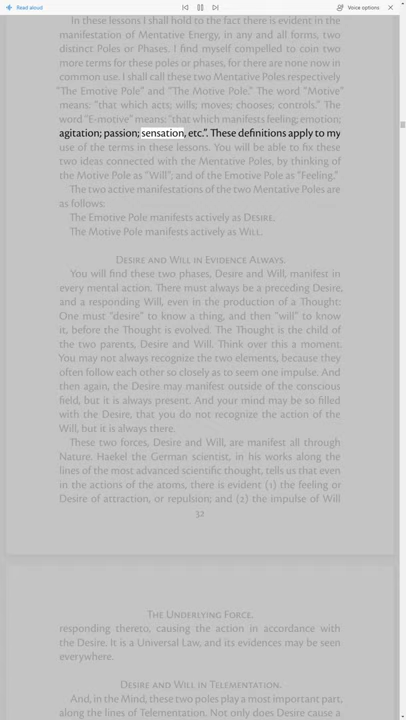 Read aloud
Voice options
In these lessons I shall hold to the fact there is evident in the
manifestation of Mentative Energy, in any and all forms, two
distinct Poles or Phases. I find myself compelled to coin two
more terms for these poles or phases, for there are none now in
common use. I shall call these two Mentative Poles respectively
“The Emotive Pole” and “The Motive Pole.” The word “Motive”
means: “that which acts; wills; moves; chooses; controls.” The
word “E-motive” means: “that which manifests feeling; emotion;
agitation; passion; sensation, etc.”. These definitions apply to my
use of the terms in these lessons. You will be able to fix these
two ideas connected with the Mentative Poles, by thinking of
the Motive Pole as “Will”; and of the Emotive Pole as “Feeling.”
The two active manifestations of the two Mentative Poles are
as follows:
The Emotive Pole manifests actively as Desire.
The Motive Pole manifests actively as Will.
Desire and Will in Evidence Always.
You will find these two phases, Desire and Will, manifest in
every mental action. There must always be a preceding Desire,
and a responding Will, even in the production of a Thought:
One must “desire” to know a thing, and then “will” to know
it, before the Thought is evolved. The Thought is the child of
the two parents, Desire and Will. Think over this a moment.
You may not always recognize the two elements, because they
often follow each other so closely as to seem one impulse. And
then again, the Desire may manifest outside of the conscious
field, but it is always present. And your mind may be so filled
with the Desire, that you do not recognize the action of the
Will, but it is always there.
These two forces, Desire and Will, are manifest all through
Nature. Haekel the German scientist, in his works along the
lines of the most advanced scientific thought, tells us that even
in the actions of the atoms, there is evident (1) the feeling or
Desire of attraction, or repulsion; and (2) the impulse of Will
32
The Underlying Force.
responding thereto, causing the action in accordance with
the Desire. It is a Universal Law, and its evidences may be seen
everywhere.
Desire and Will in Telementation.
And, in the Mind, these two poles play a most important part,
along the lines of Telementation. Not only does Desire cause a